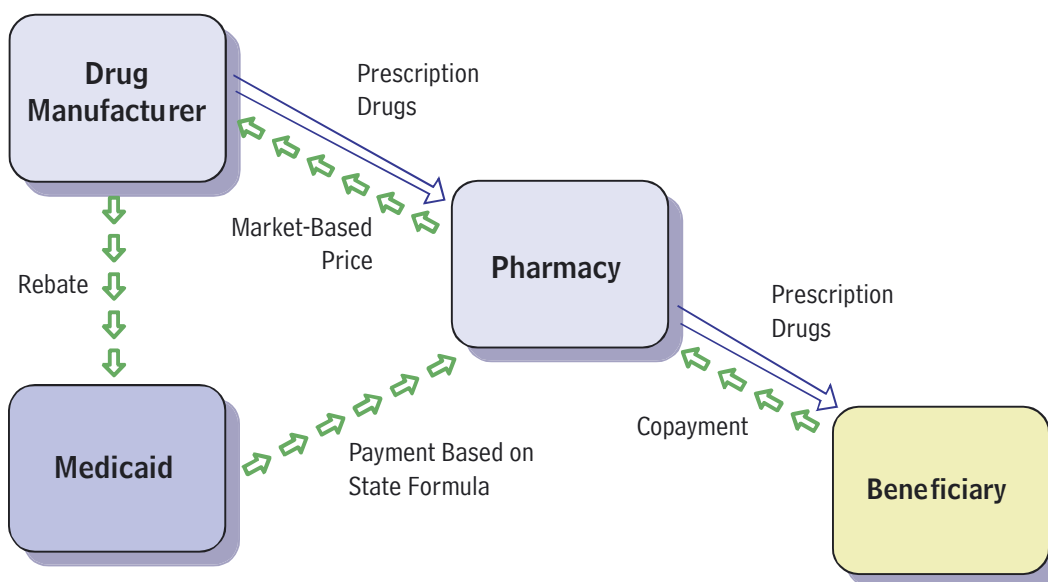 Drug
Manufacturer
Prescription
Drugs
Market-Based
Price
Rebate
Pharmacy
Prescription
Drugs
Copayment
Medicaid
Payment Based on
State Formula
Beneficiary